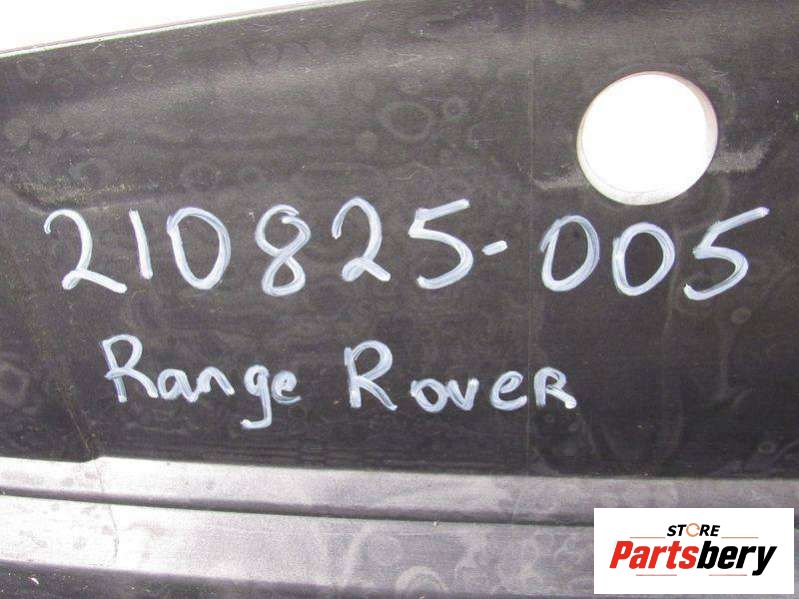 210825-005
Range Rover
STORE
Partsbery